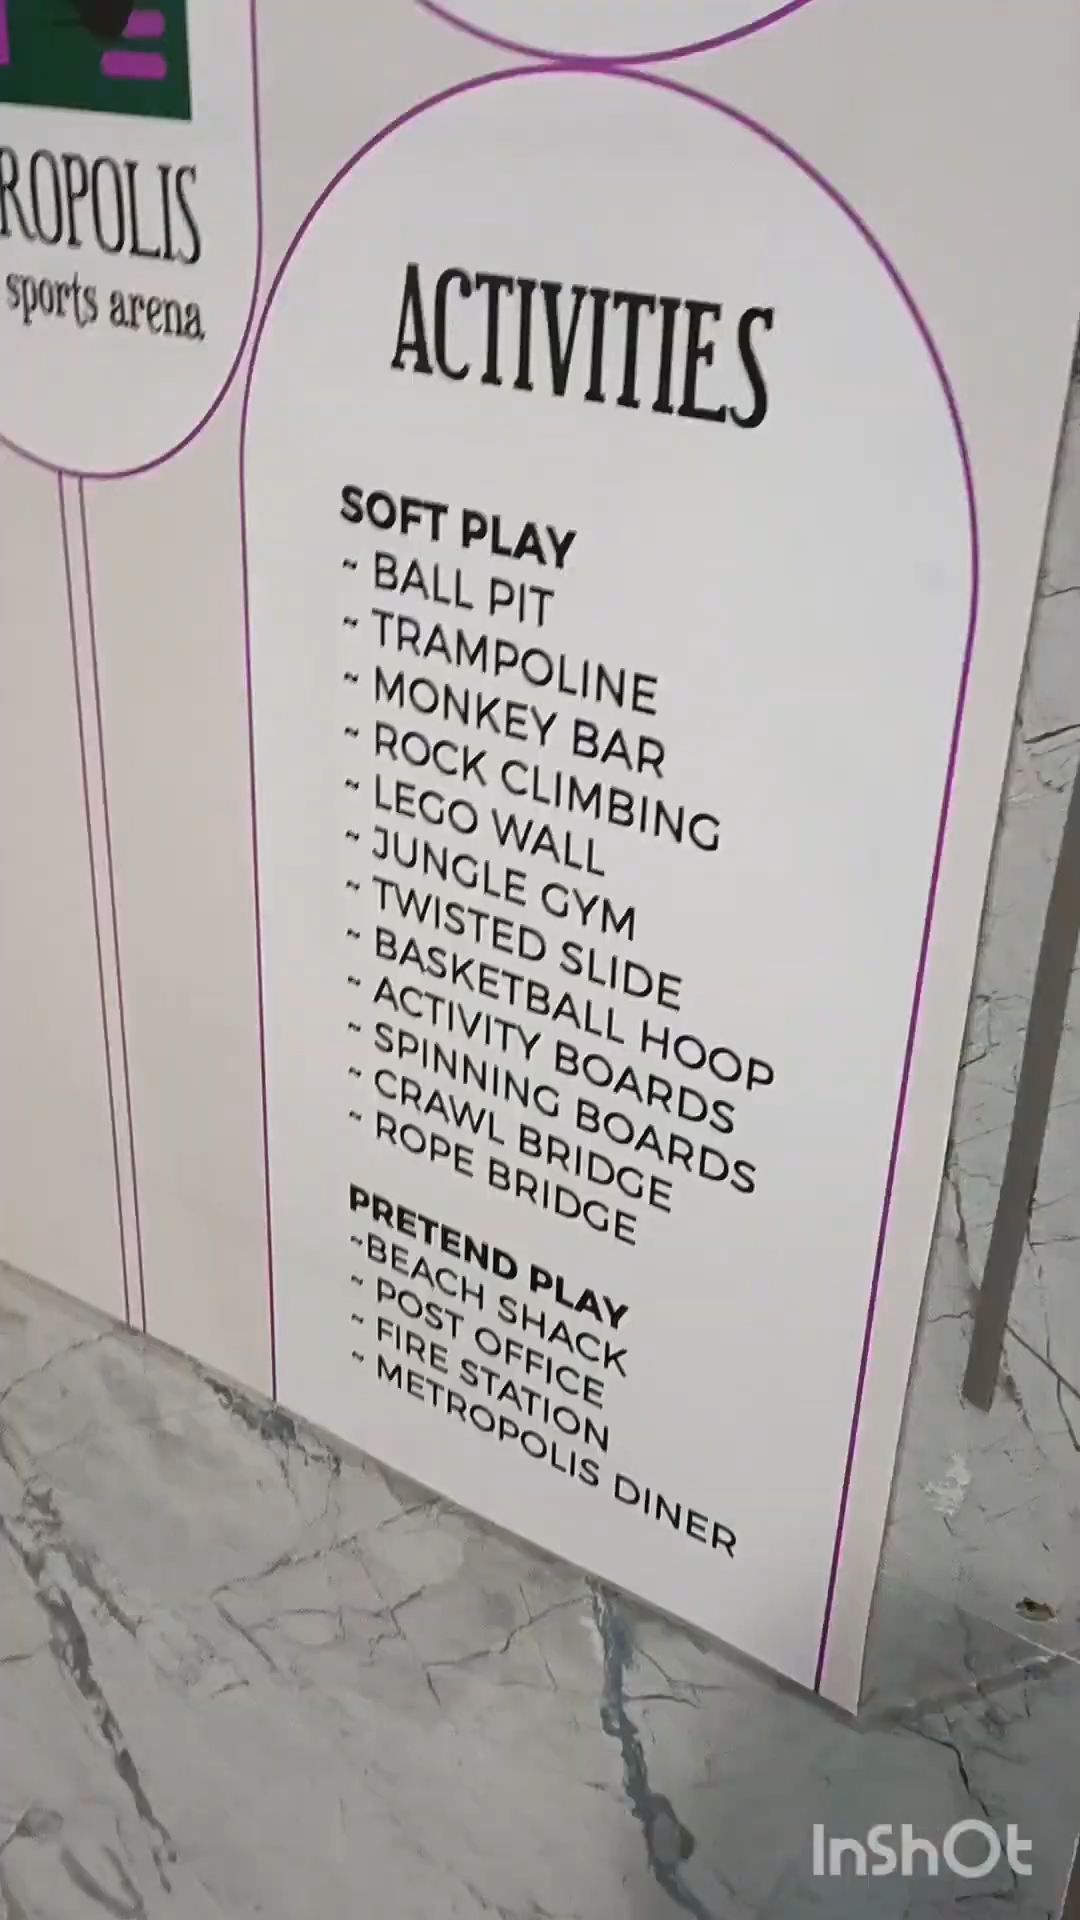 ROPOLIS
sports arena
ACTIVITIES
SOFT PLAY
~ BALL PIT
~ TRAMPOLINE
~ MONKEY BAR
~ ROCK CLIMBING
~ LEGO WALL
~ JUNGLE GYM
~ TWISTED SLIDE
~ BASKETBALL HOOP
~ ACTIVITY BOARDS
~ SPINNING BOARDS
~ CRAWL BRIDGE
~ ROPE BRIDGE
PRETEND PLAY
~BEACH SHACK
~ POST OFFICE
~ FIRE STATION
~ METROPOLIS DINER
InShOt